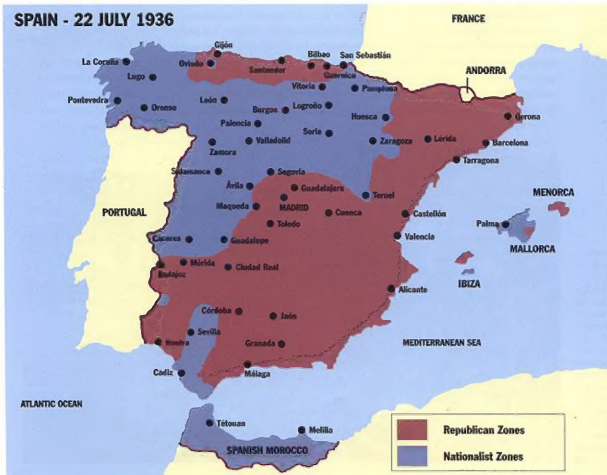 SPAIN - 22 JULY 1936
FRANCE
Gijón
La Coruña
Oviedo
Santander
Bilbao
San Sebastián
Guernica
ANDORRA
Lugo
Vitoria
Pamplona
Pontevedra
Orense
León
Burgos
Logroño
Huesca
Gerona
Palencia
Soria
Zamora
Valladolid
Zaragoza
Lérida
Barcelona
Tarragona
Salamanca
Segovia
Ávila
Guadalajara
Teruel
MENORCA
PORTUGAL
Maqueda
MADRID
Cuenca
Castellón
Palma
Toledo
Valencia
MALLORCA
Cáceres
Guadalupe
Mérida
Badajoz
Ciudad Real
IBIZA
Alicante
Córdoba
Jaén
Sevilla
Huelva
Granada
MEDITERRANEAN SEA
Cádiz
Málaga
ATLANTIC OCEAN
Tétouan
Melilla
SPANISH MOROCCO
Republican Zones
Nationalist Zones